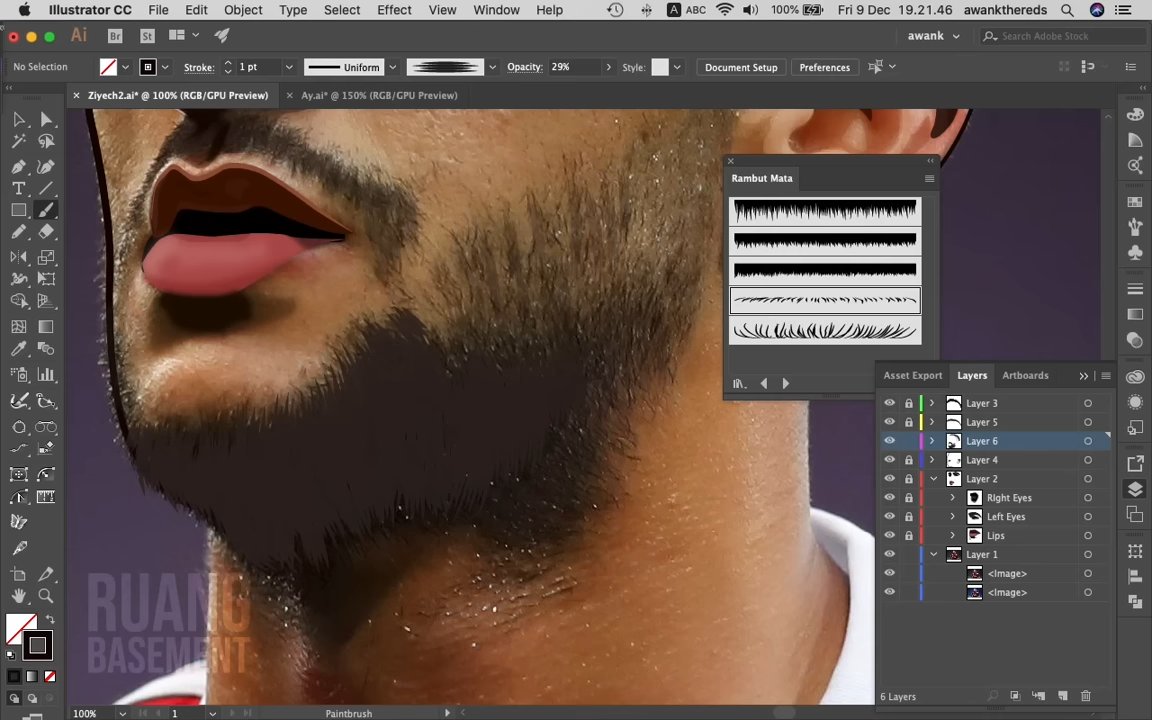 Illustrator CC File Edit Object Type Select Effect View Window Help A ABC 100% Fri 9 Dec 19.21.46 awankthereds
Ai Br St awank Search Adobe Stock
No Selection Stroke: 1 pt Uniform Opacity: 29% Style: Document Setup Preferences
Ziyech2.ai* @ 100% (RGB/GPU Preview) Ay.ai* @ 150% (RGB/GPU Preview)
Rambut Mata
Asset Export Layers Artboards
Layer 3
Layer 5
Layer 6
Layer 4
Layer 2
RIght Eyes
Left Eyes
Lips
Layer 1
<Image>
<Image>
RUANG
BASEMENT
6 Layers
100% 1 Paintbrush